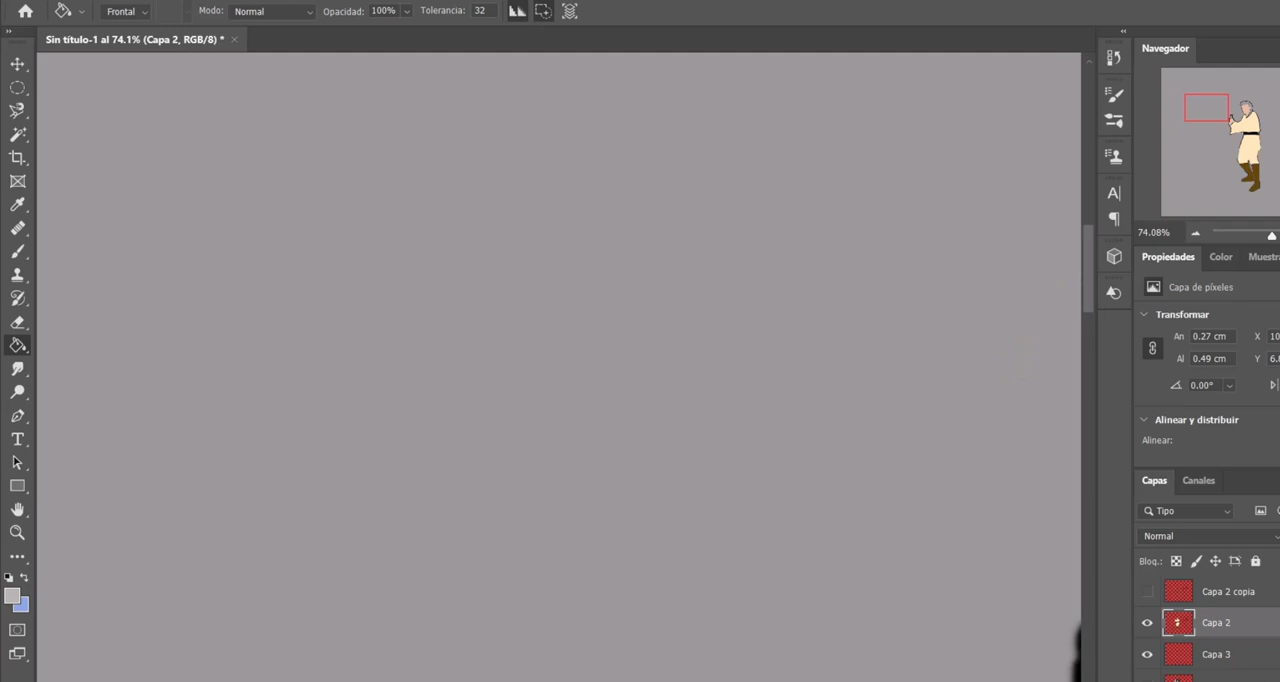 Frontal Modo: Normal Opacidad: 100% Tolerancia: 32
Sin título-1 al 74.1% (Capa 2, RGB/8) *
Navegador
74.08%
Propiedades Color Muestra
Capa de píxeles
Transformar
An 0.27 cm X 10
Al 0.49 cm Y 6.
0.00°
Alinear y distribuir
Alinear:
Capas Canales
Tipo
Normal
Bloq.:
Capa 2 copia
Capa 2
Capa 3